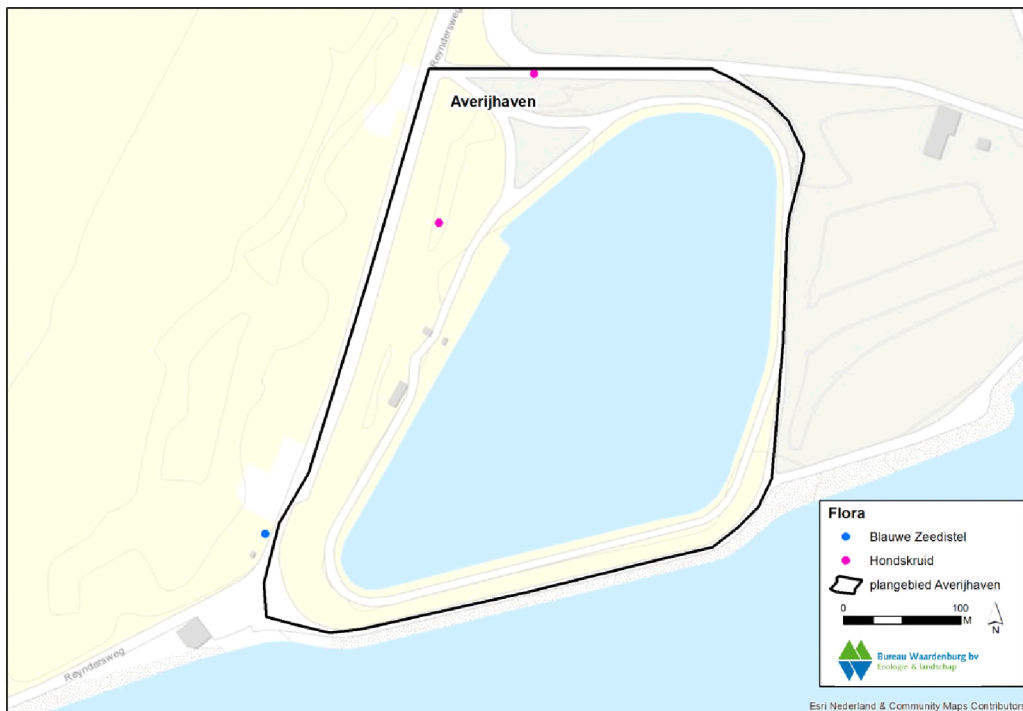 Reyndersweg
Averijhaven
Flora
Blauwe Zeedistel
Hondskruid
plangebied Averijhaven
0 100
M
N
Bureau Waardenburg bv
Ecologie & landschap
Reyndersweg
Esri Nederland & Community Maps Contributors